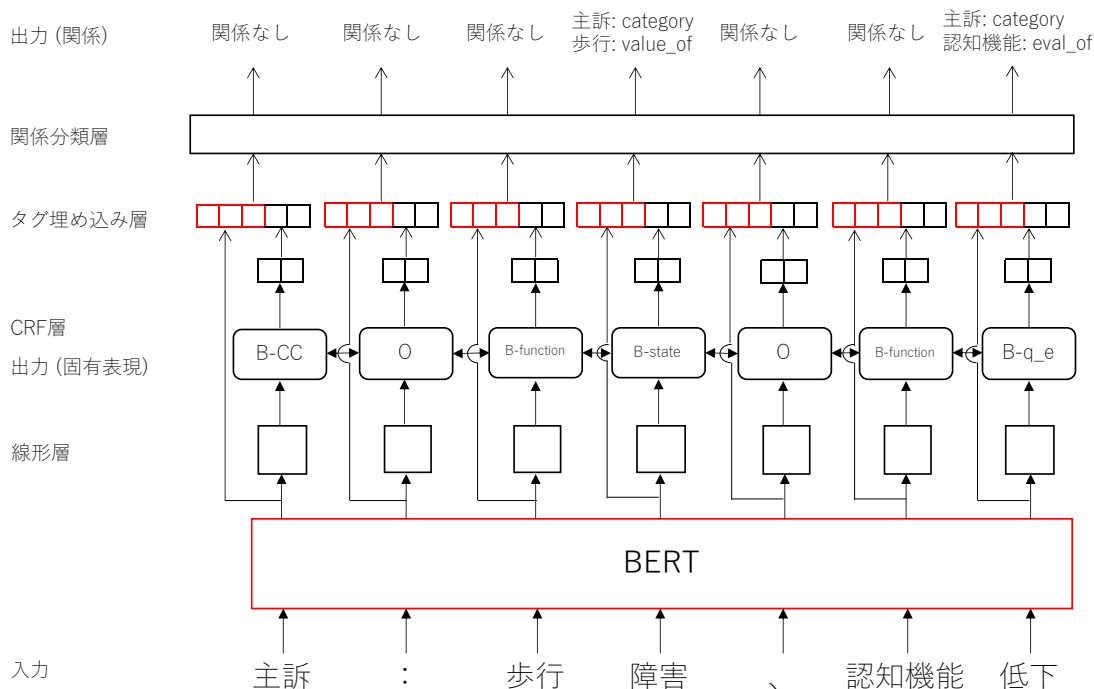 出力 (関係) 関係なし 関係なし 関係なし 主訴: category 関係なし 関係なし 主訴: category
歩行: value_of 認知機能: eval_of
関係分類層
タグ埋め込み層
CRF層
出力 (固有表現) B-CC O B-function B-state O B-function B-q_e
線形層
BERT
入力 主訴 : 歩行 障害 、 認知機能 低下